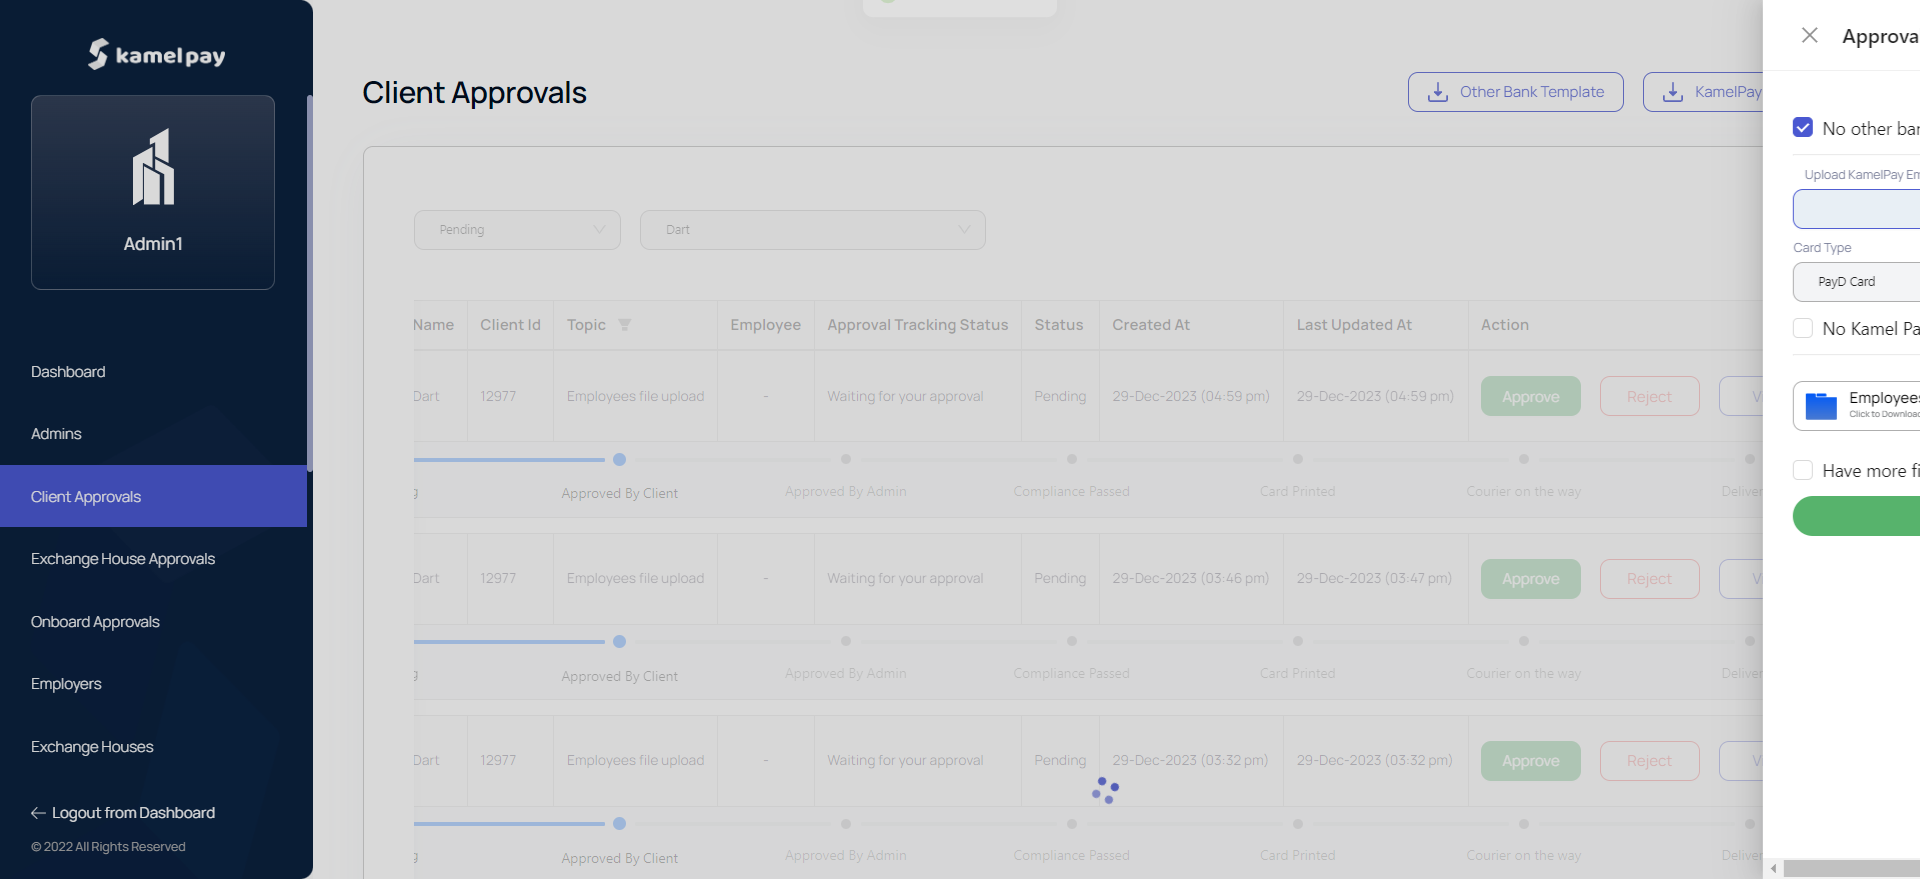 kamelpay
Admin1
Dashboard
Admins
Client Approvals
Exchange House Approvals
Onboard Approvals
Employers
Exchange Houses
Logout from Dashboard
© 2022 All Rights Reserved
Client Approvals
Other Bank Template
KamelPay
Pending
Dart
Name Client Id Topic Employee Approval Tracking Status Status Created At Last Updated At Action
Dart 12977 Employees file upload - Waiting for your approval Pending 29-Dec-2023 (04:59 pm) 29-Dec-2023 (04:59 pm) Approve Reject V
g Approved By Client Approved By Admin Compliance Passed Card Printed Courier on the way Deliver
Dart 12977 Employees file upload - Waiting for your approval Pending 29-Dec-2023 (03:46 pm) 29-Dec-2023 (03:47 pm) Approve Reject V
g Approved By Client Approved By Admin Compliance Passed Card Printed Courier on the way Deliver
Dart 12977 Employees file upload - Waiting for your approval Pending 29-Dec-2023 (03:32 pm) 29-Dec-2023 (03:32 pm) Approve Reject V
g Approved By Client Approved By Admin Compliance Passed Card Printed Courier on the way Deliver
Approva
No other ban
Upload KamelPay Em
Card Type
PayD Card
No Kamel Pa
Employees
Click to Download
Have more fi